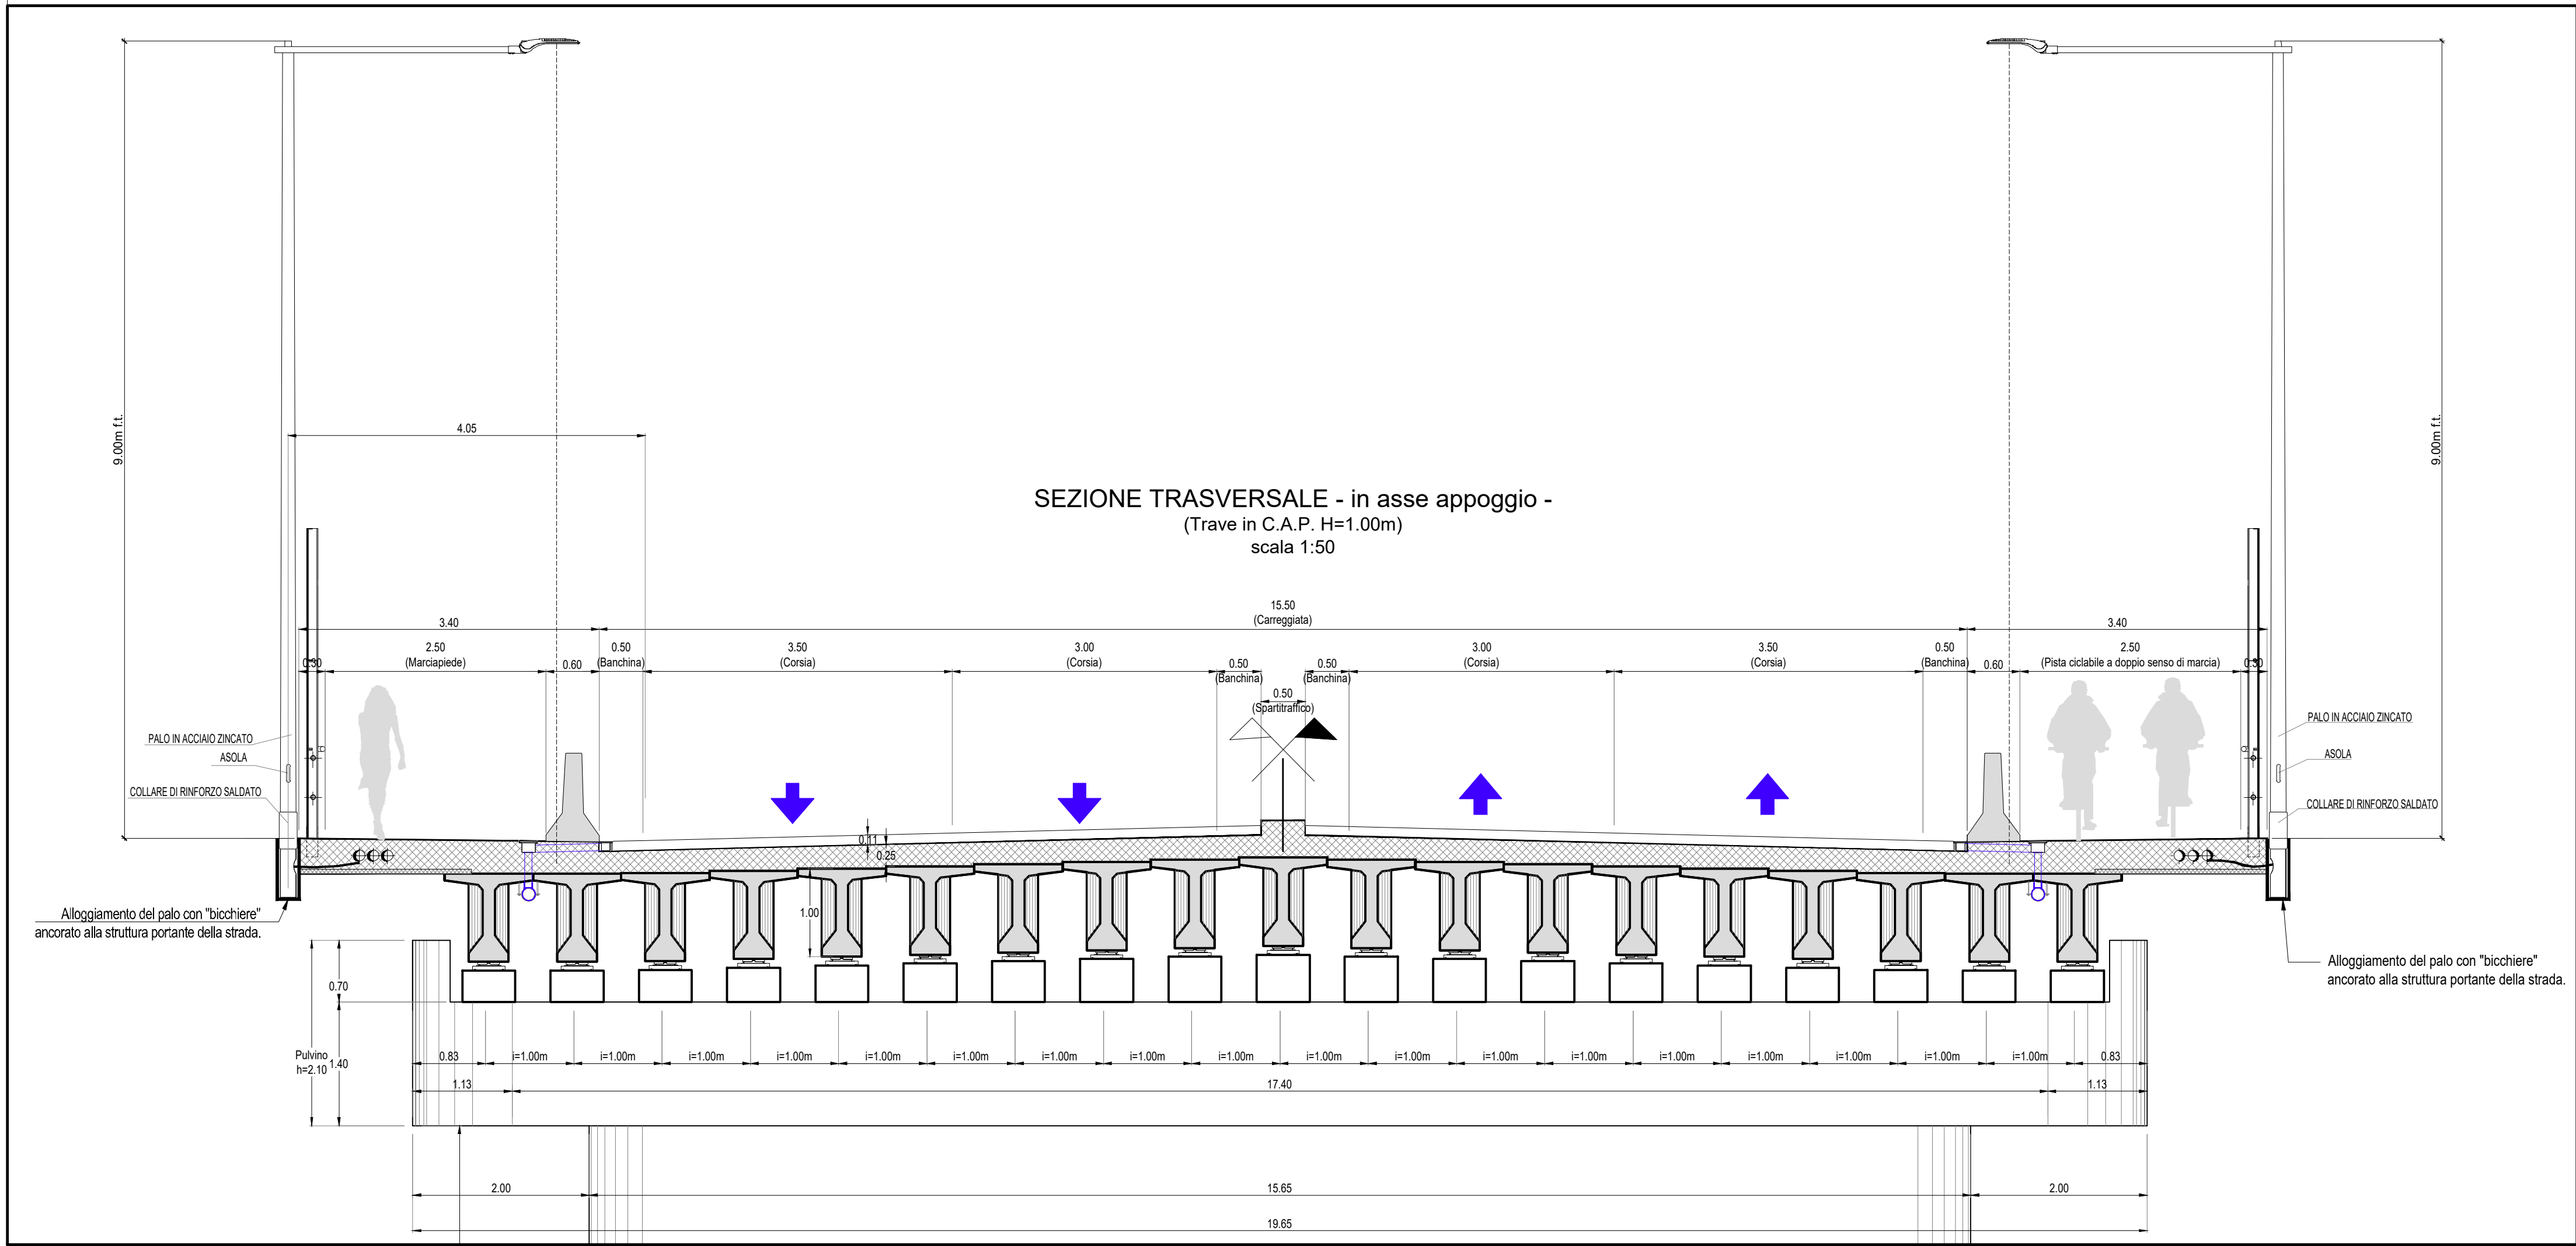 SEZIONE TRASVERSALE - in asse appoggio -
(Trave in C.A.P. H=1.00m)
scala 1:50
9.00m f.t.
9.00m f.t.
4.05
15.50
(Carreggiata)
3.40
3.40
0.30
2.50
(Marciapiede)
0.60
0.50
(Banchina)
3.50
(Corsia)
3.00
(Corsia)
0.50
(Banchina)
0.50
(Banchina)
0.50
(Spartitraffico)
3.00
(Corsia)
3.50
(Corsia)
0.50
(Banchina)
0.60
2.50
(Pista ciclabile a doppio senso di marcia)
0.30
PALO IN ACCIAIO ZINCATO
ASOLA
COLLARE DI RINFORZO SALDATO
PALO IN ACCIAIO ZINCATO
ASOLA
COLLARE DI RINFORZO SALDATO
0.11
0.25
1.00
Alloggiamento del palo con "bicchiere"
ancorato alla struttura portante della strada.
Alloggiamento del palo con "bicchiere"
ancorato alla struttura portante della strada.
0.70
Pulvino
h=2.10
1.40
0.83 i=1.00m i=1.00m i=1.00m i=1.00m i=1.00m i=1.00m i=1.00m i=1.00m i=1.00m i=1.00m i=1.00m i=1.00m i=1.00m i=1.00m i=1.00m i=1.00m i=1.00m i=1.00m 0.83
1.13 17.40 1.13
2.00 15.65 2.00
19.65